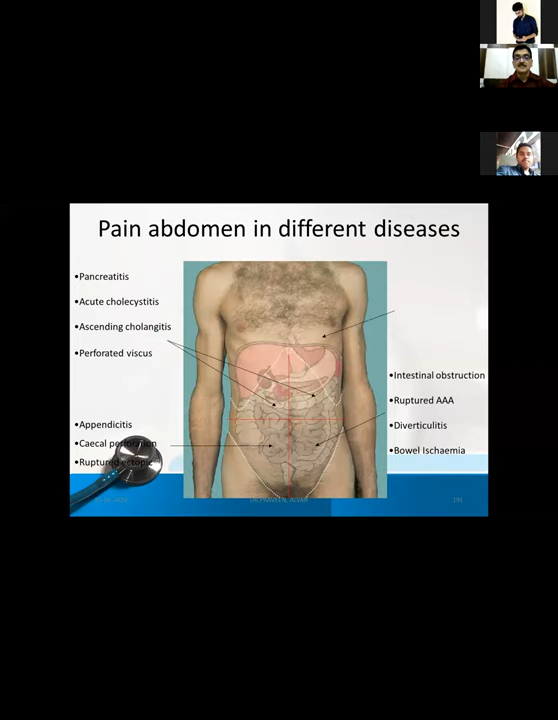 Pain abdomen in different diseases
•Pancreatitis
•Acute cholecystitis
•Ascending cholangitis
•Perforated viscus
•Appendicitis
•Caecal perforation
•Ruptured ectopic
•Intestinal obstruction
•Ruptured AAA
•Diverticulitis
•Bowel Ischaemia
193